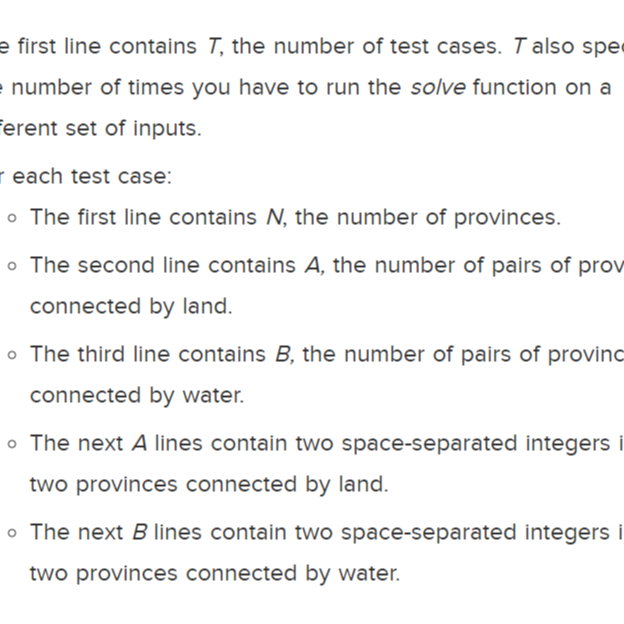 first line contains T, the number of test cases. T also
number of times you have to run the solve function on a
set of inputs.
each test case:
The first line contains N, the number of provinces.
The second line contains A, the number of pairs of
connected by land.
The third line contains B, the number of pairs of
connected by water.
The next A lines contain two space-separated integers
two provinces connected by land.
The next B lines contain two space-separated integers
two provinces connected by water.